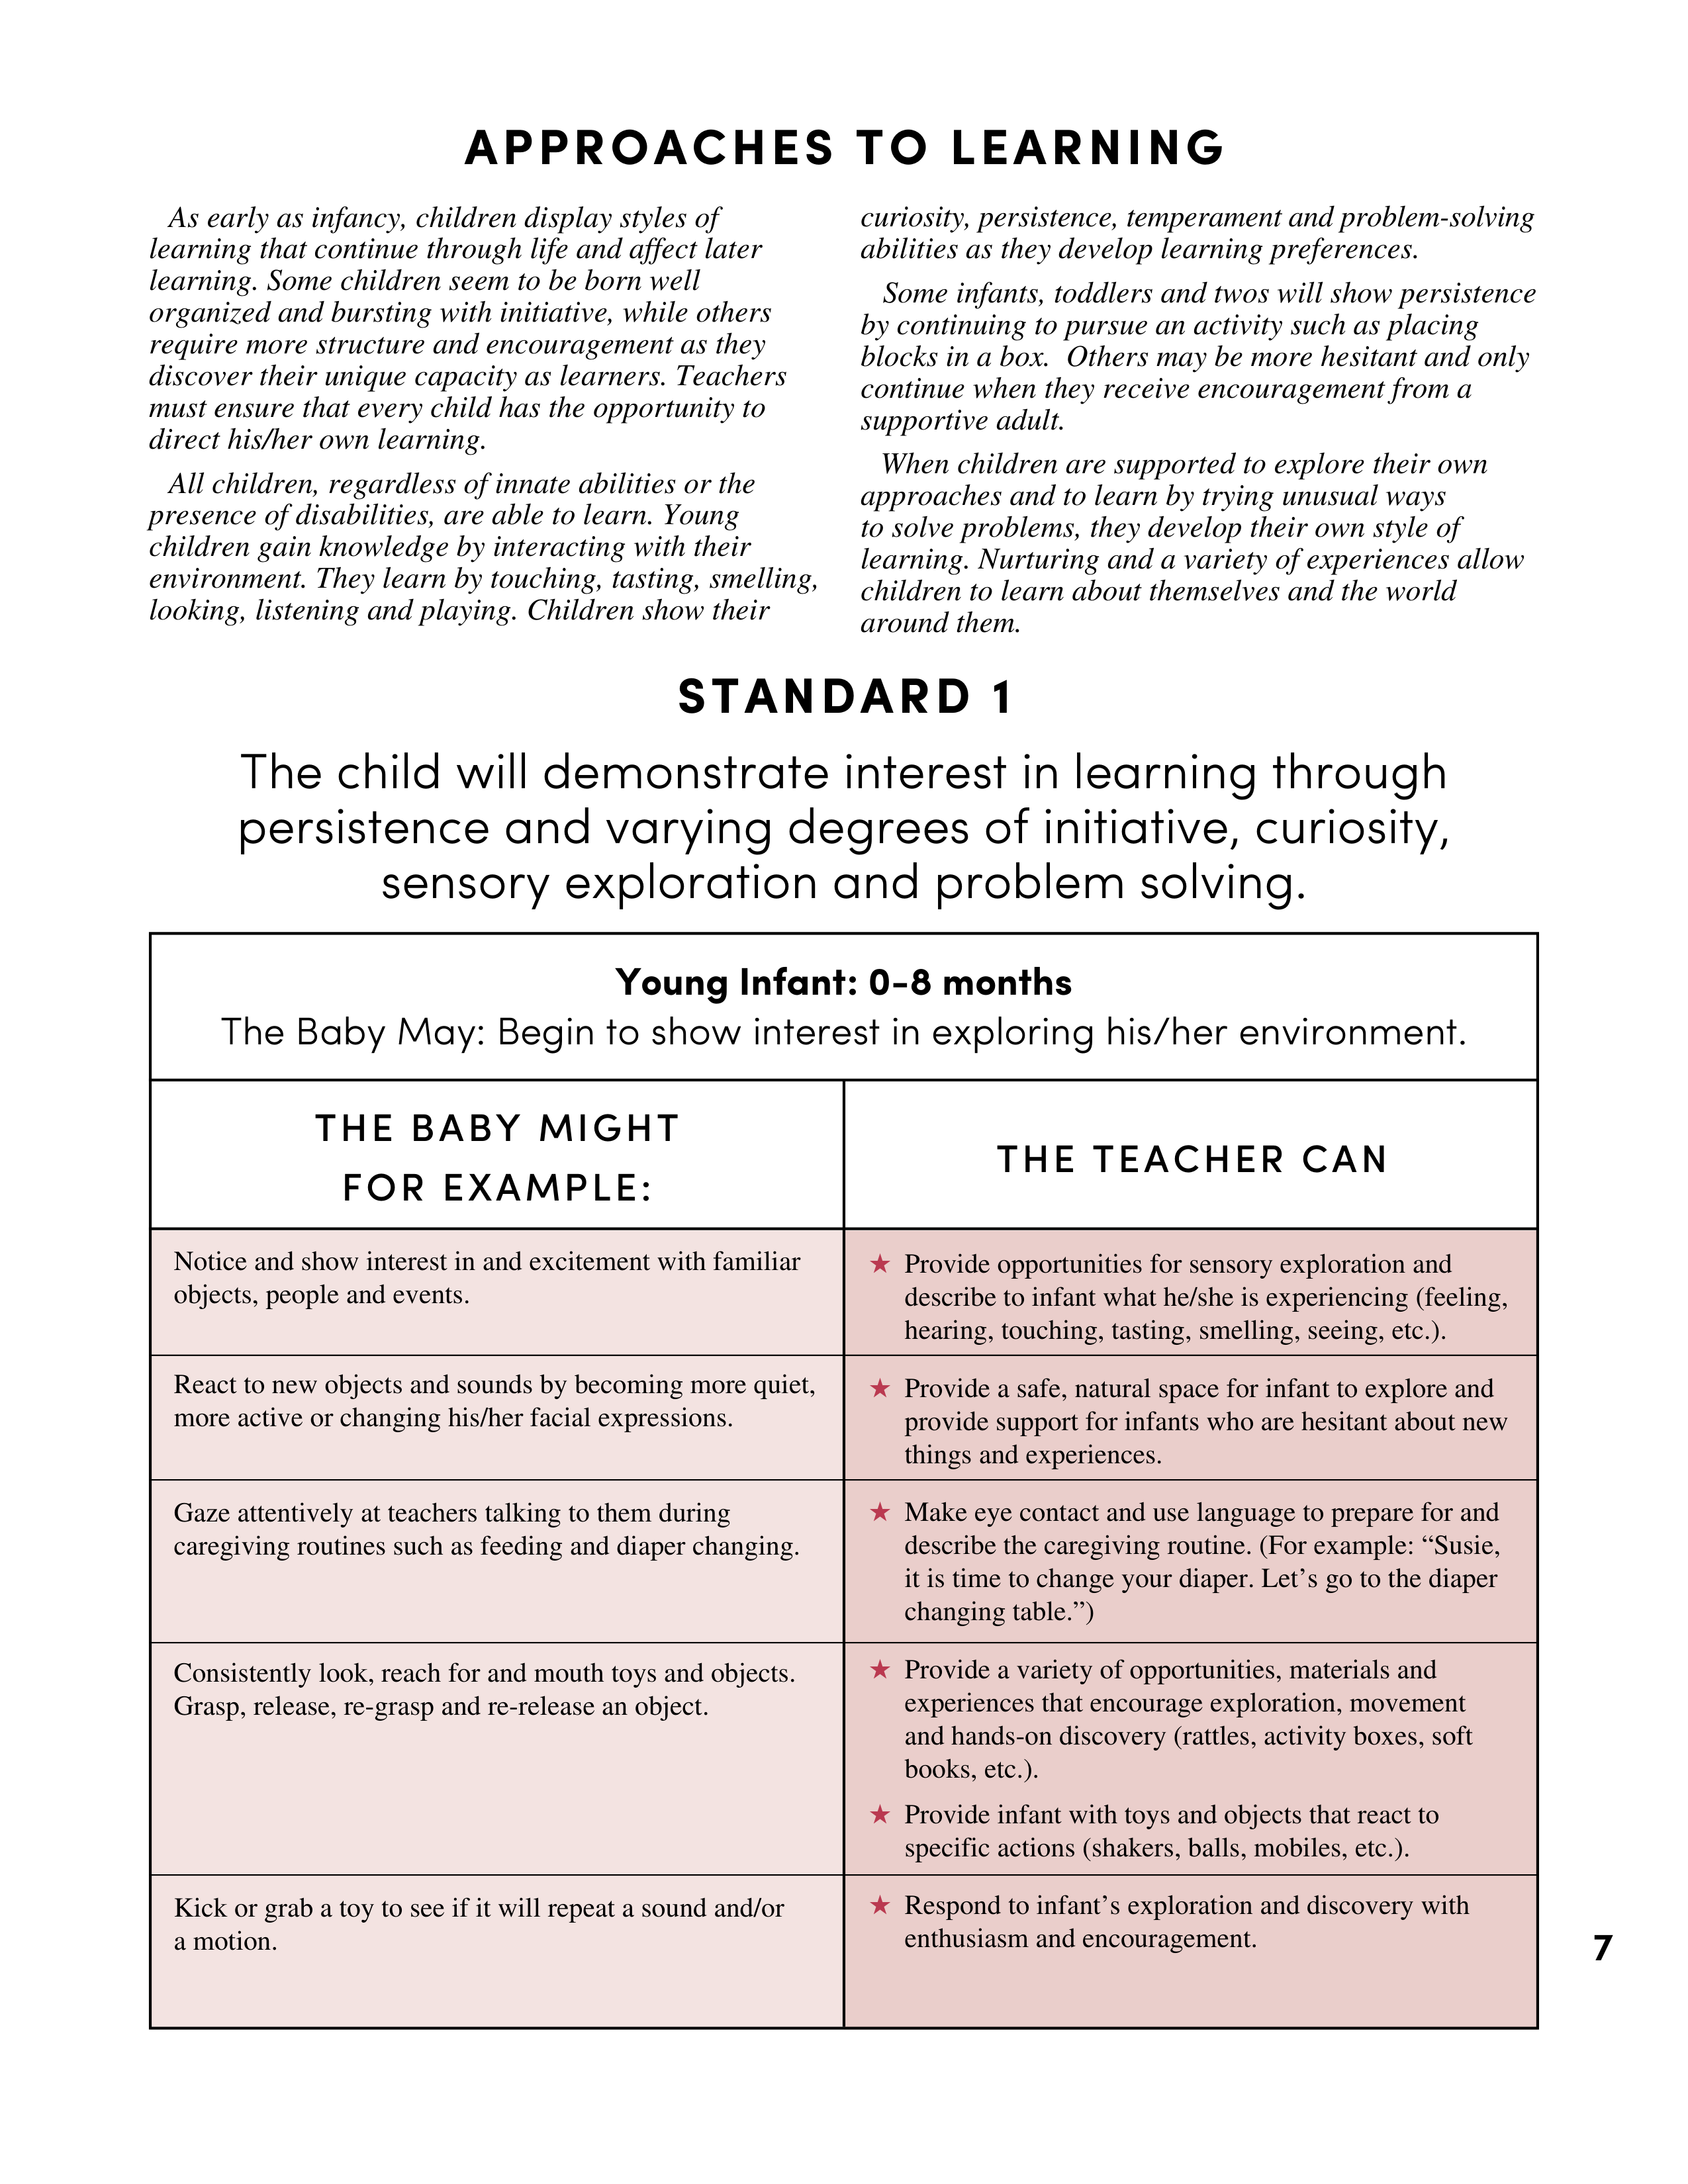 APPROACHES TO LEARNING
As early as infancy, children display styles of
learning that continue through life and affect later
learning. Some children seem to be born well
organized and bursting with initiative, while others
require more structure and encouragement as they
discover their unique capacity as learners. Teachers
must ensure that every child has the opportunity to
direct his/her own learning.
All children, regardless of innate abilities or the
presence of disabilities, are able to learn. Young
children gain knowledge by interacting with their
environment. They learn by touching, tasting, smelling,
looking, listening and playing. Children show their
curiosity, persistence, temperament and problem-solving
abilities as they develop learning preferences.
Some infants, toddlers and twos will show persistence
by continuing to pursue an activity such as placing
blocks in a box.  Others may be more hesitant and only
continue when they receive encouragement from a
supportive adult.
When children are supported to explore their own
approaches and to learn by trying unusual ways
to solve problems, they develop their own style of
learning. Nurturing and a variety of experiences allow
children to learn about themselves and the world
around them.
STANDARD 1
The child will demonstrate interest in learning through
persistence and varying degrees of initiative, curiosity,
sensory exploration and problem solving.
Young Infant: 0-8 months
The Baby May: Begin to show interest in exploring his/her environment.
THE BABY MIGHT
FOR EXAMPLE:
THE TEACHER CAN
Notice and show interest in and excitement with familiar
objects, people and events.
★ Provide opportunities for sensory exploration and
describe to infant what he/she is experiencing (feeling,
hearing, touching, tasting, smelling, seeing, etc.).
React to new objects and sounds by becoming more quiet,
more active or changing his/her facial expressions.
★ Provide a safe, natural space for infant to explore and
provide support for infants who are hesitant about new
things and experiences.
Gaze attentively at teachers talking to them during
caregiving routines such as feeding and diaper changing.
★ Make eye contact and use language to prepare for and
describe the caregiving routine. (For example: “Susie,
it is time to change your diaper. Let’s go to the diaper
changing table.”)
Consistently look, reach for and mouth toys and objects.
Grasp, release, re-grasp and re-release an object.
★ Provide a variety of opportunities, materials and
experiences that encourage exploration, movement
and hands-on discovery (rattles, activity boxes, soft
books, etc.).
★ Provide infant with toys and objects that react to
specific actions (shakers, balls, mobiles, etc.).
Kick or grab a toy to see if it will repeat a sound and/or
a motion.
★ Respond to infant’s exploration and discovery with
enthusiasm and encouragement.
7